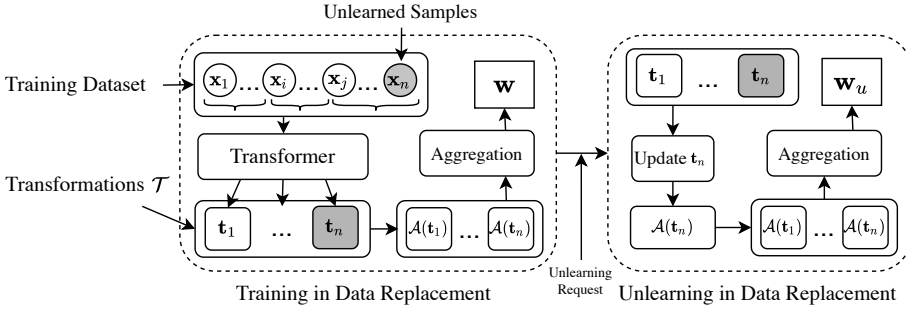 Unlearned Samples
Training Dataset
x₁ ... xᵢ ... xⱼ ... xₙ
w
Transformer
Aggregation
Transformations 𝒯
t₁ ... tₙ
𝒜(t₁) ... 𝒜(tₙ)
Training in Data Replacement
Unlearning
Request
t₁ ... tₙ
wᵤ
Update tₙ
Aggregation
𝒜(tₙ)
𝒜(t₁) ... 𝒜(tₙ)
Unlearning in Data Replacement